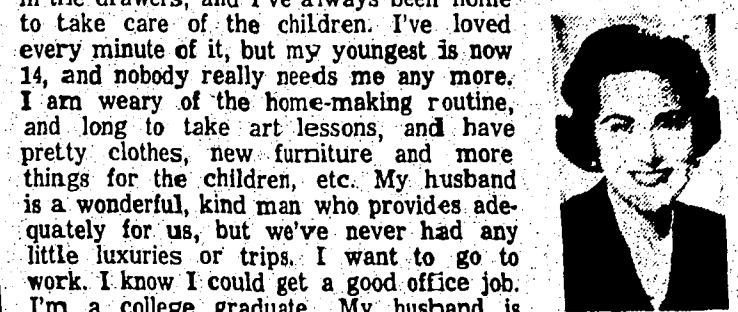 in the drawers, and I've always been home
to take care of the children. I've loved
every minute of it, but my youngest is now
14, and nobody really needs me any more.
I am weary of the home-making routine,
and long to take art lessons, and have
pretty clothes, new furniture and more
things for the children, etc. My husband
is a wonderful, kind man who provides ade-
quately for us, but we've never had any
little luxuries or trips. I want to go to
work. I know I could get a good office job.
I'm a college graduate. My husband is